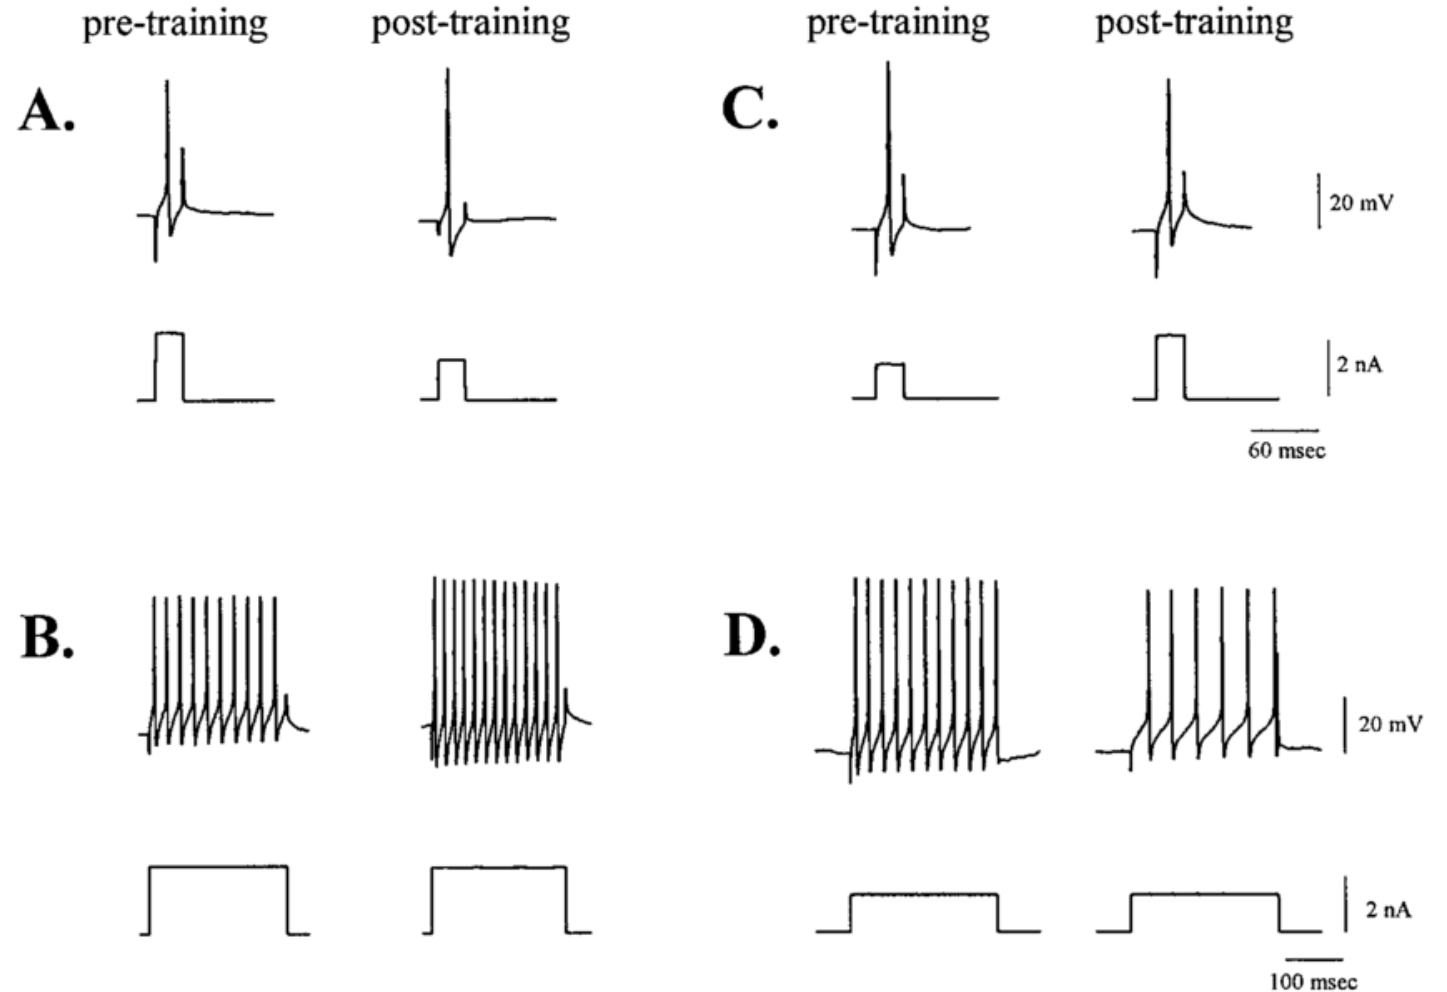 pre-training post-training pre-training post-training
A.
C.
20 mV
2 nA
60 msec
B.
D.
20 mV
2 nA
100 msec